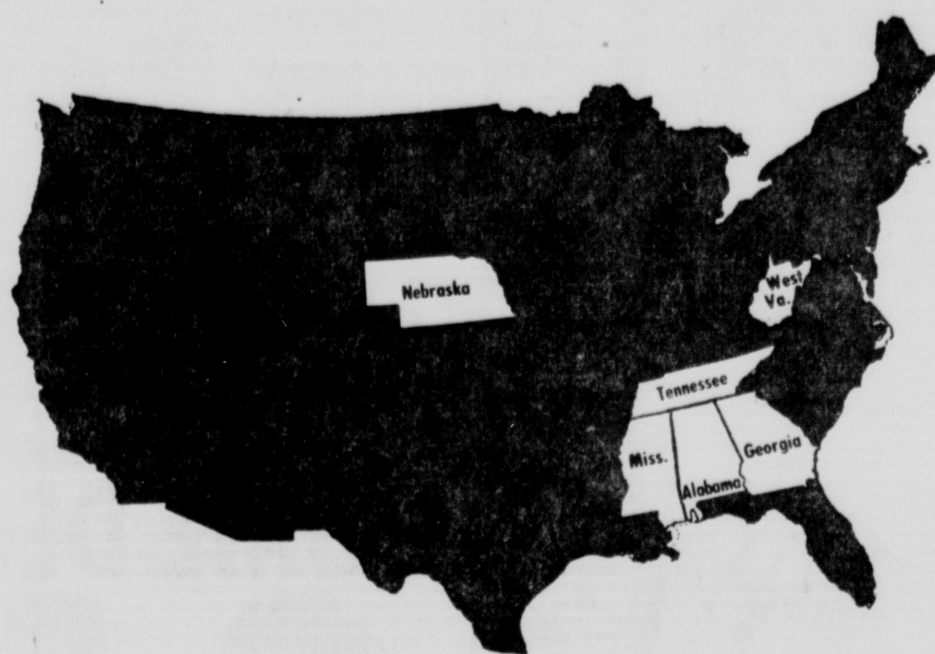 Nebraska
West
Va.
Tennessee
Miss.
Alabama
Georgia